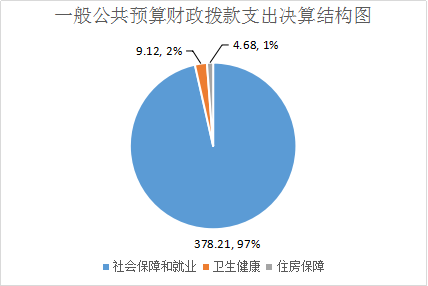 一般公共预算财政拨款支出决算结构图
9.12, 2%
4.68, 1%
378.21, 97%
社会保障和就业 卫生健康 住房保障